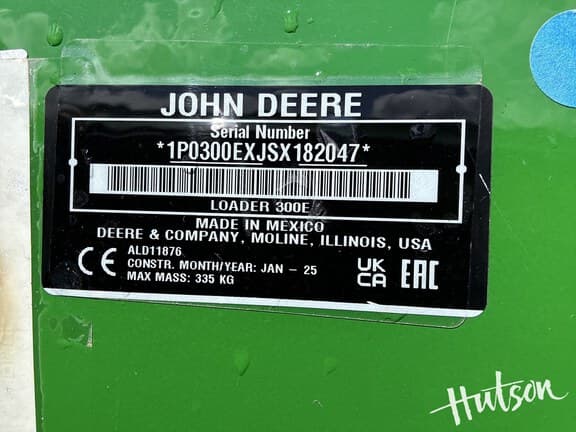 JOHN DEERE
Serial Number
*1P0300EXJSX182047*
LOADER 300E
MADE IN MEXICO
DEERE & COMPANY, MOLINE, ILLINOIS, USA
ALD11876
CONSTR. MONTH/YEAR: JAN - 25
MAX MASS: 335 KG
CE
UK
CA
EAC
Hutson